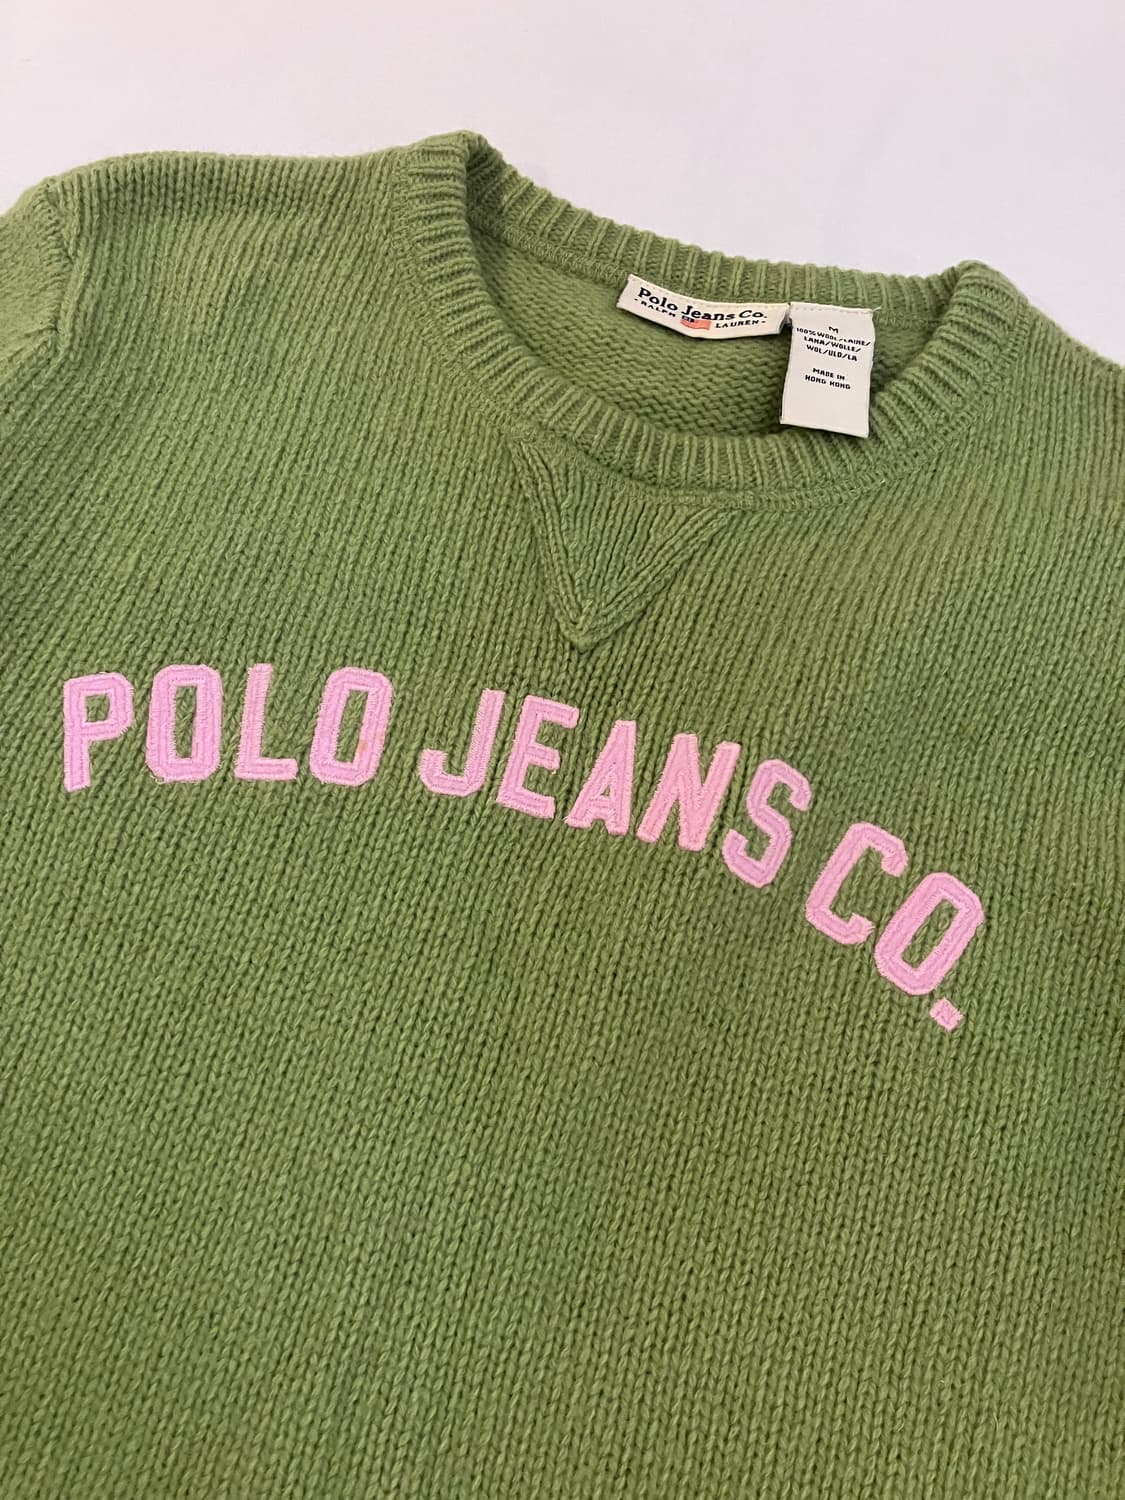 Polo Jeans Co.
-RALPH LAUREN-
M
100% WOOL/LAINE/
LANA/WOLLE/
WOL/ULD/LA
MADE IN
HONG KONG
POLO JEANS CO.